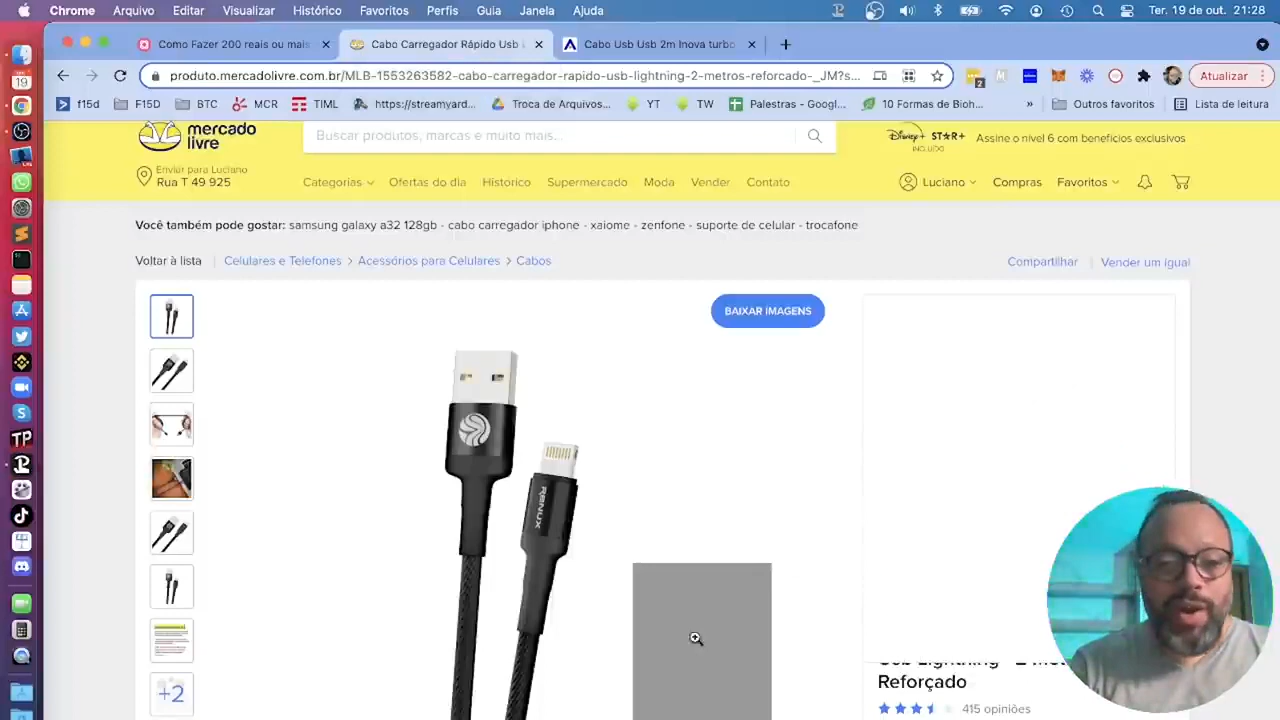 Chrome Arquivo Editar Visualizar Histórico Favoritos Perfis Guia Janela Ajuda Ter. 19 de out. 21:28
Como Fazer 200 reais ou mais
Cabo Carregador Rápido Usb
Cabo Usb Usb 2m Inova turbo
produto.mercadolivre.com.br/MLB-1553263582-cabo-carregador-rapido-usb-lightning-2-metros-reforcado-_JM?s...
Atualizar
f15d F15D BTC MCR TIML https://streamyard... Troca de Arquivos... YT TW Palestras - Googl... 10 Formas de Bioh... » Outros favoritos Lista de leitura
mercado
livre
Buscar produtos, marcas e muito mais...
Disney+ STAR+
INCLUÍDO
Assine o nível 6 com benefícios exclusivos
Enviar para Luciano
Rua T 49 925
Categorias Ofertas do dia Histórico Supermercado Moda Vender Contato
Luciano Compras Favoritos
Você também pode gostar: samsung galaxy a32 128gb - cabo carregador iphone - xaiome - zenfone - suporte de celular - trocafone
Voltar à lista Celulares e Telefones > Acessórios para Celulares > Cabos
Compartilhar Vender um igual
BAIXAR IMAGENS
RENUX
+2
Reforçado
415 opiniões